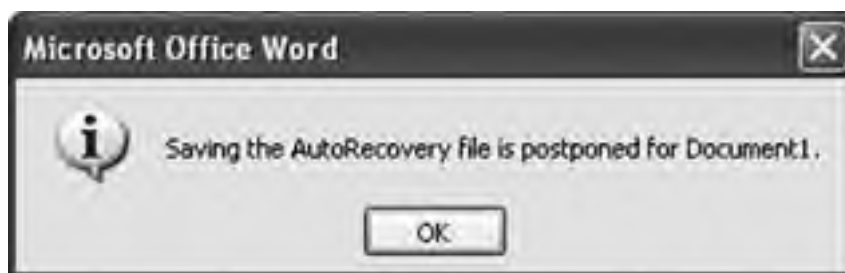 Microsoft Office Word
Saving the AutoRecovery file is postponed for Document1.
OK